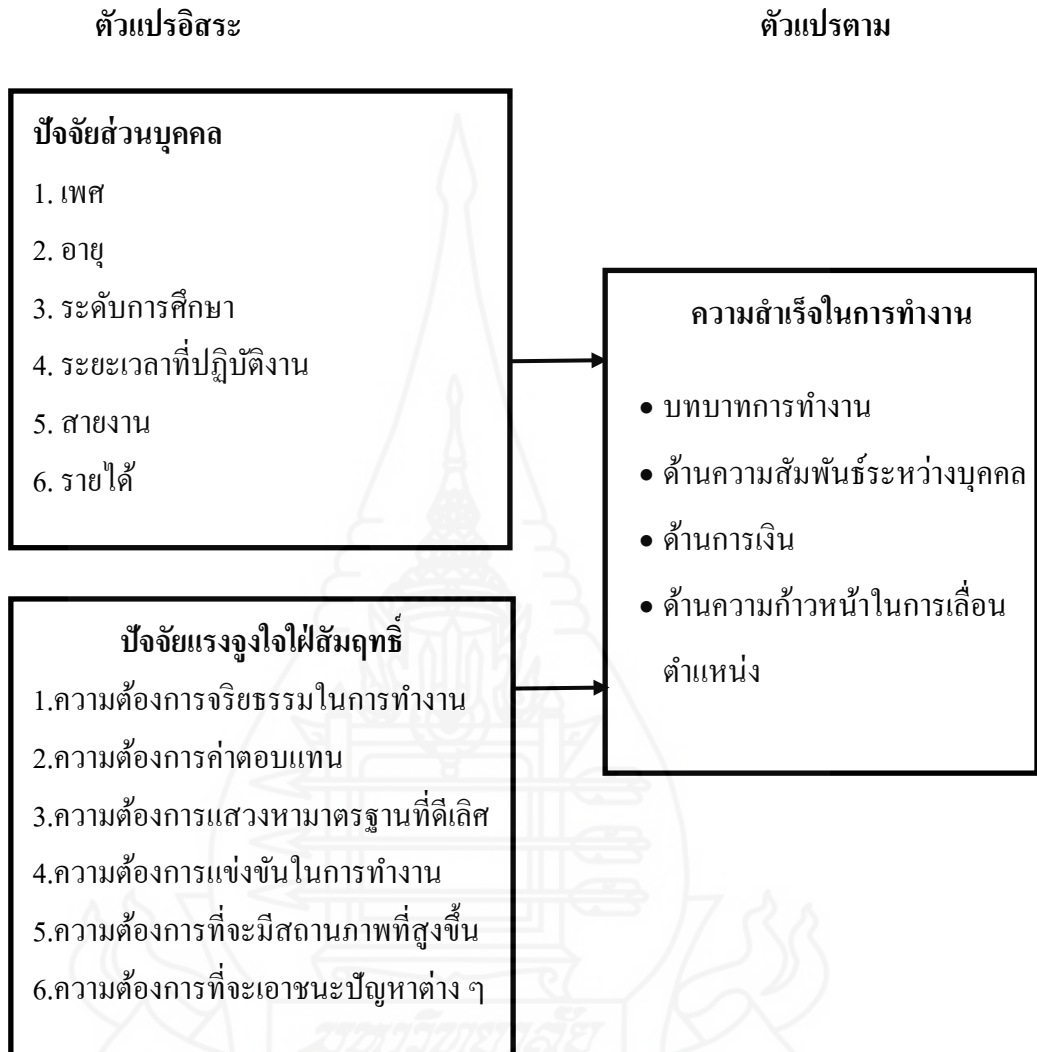 ตัวแปรอิสระ
ตัวแปรตาม
ปัจจัยส่วนบุคคล
1. เพศ
2. อายุ
3. ระดับการศึกษา
4. ระยะเวลาที่ปฏิบัติงาน
5. สายงาน
6. รายได้
ปัจจัยแรงจูงใจใฝ่สัมฤทธิ์
1.ความต้องการจริยธรรมในการทำงาน
2.ความต้องการค่าตอบแทน
3.ความต้องการแสวงหามาตรฐานที่ดีเลิศ
4.ความต้องการแข่งขันในการทำงาน
5.ความต้องการที่จะมีสถานภาพที่สูงขึ้น
6.ความต้องการที่จะเอาชนะปัญหาต่าง ๆ
ความสำเร็จในการทำงาน
• บทบาทการทำงาน
• ด้านความสัมพันธ์ระหว่างบุคคล
• ด้านการเงิน
• ด้านความก้าวหน้าในการเลื่อน
ตำแหน่ง
มหาวิทยาลัย